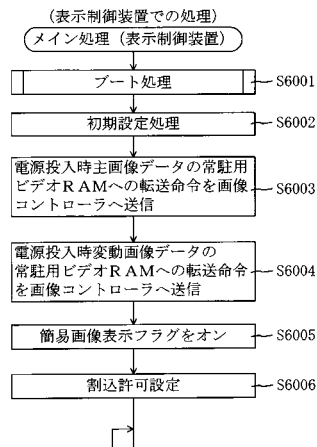 (表示制御装置での処理)
メイン処理(表示制御装置)
ブート処理
S6001
初期設定処理
S6002
電源投入時主画像データの常駐用
ビデオRAMへの転送命令を画像
コントローラへ送信
S6003
電源投入時変動画像データの
常駐用ビデオRAMへの転送命令
を画像コントローラへ送信
S6004
簡易画像表示フラグをオン
S6005
割込許可設定
S6006